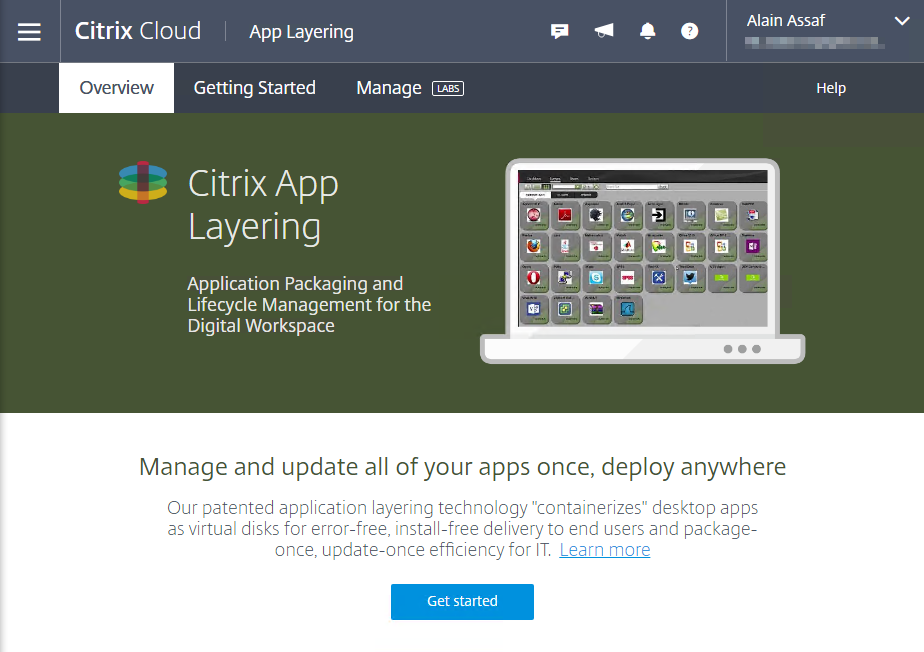 Citrix Cloud
App Layering
?
Alain Assaf
Overview
Getting Started
Manage LABS
Help
Citrix App
Layering
Application Packaging and
Lifecycle Management for the
Digital Workspace
Manage and update all of your apps once, deploy anywhere
Our patented application layering technology "containerizes" desktop apps
as virtual disks for error-free, install-free delivery to end users and package-
once, update-once efficiency for IT. Learn more
Get started